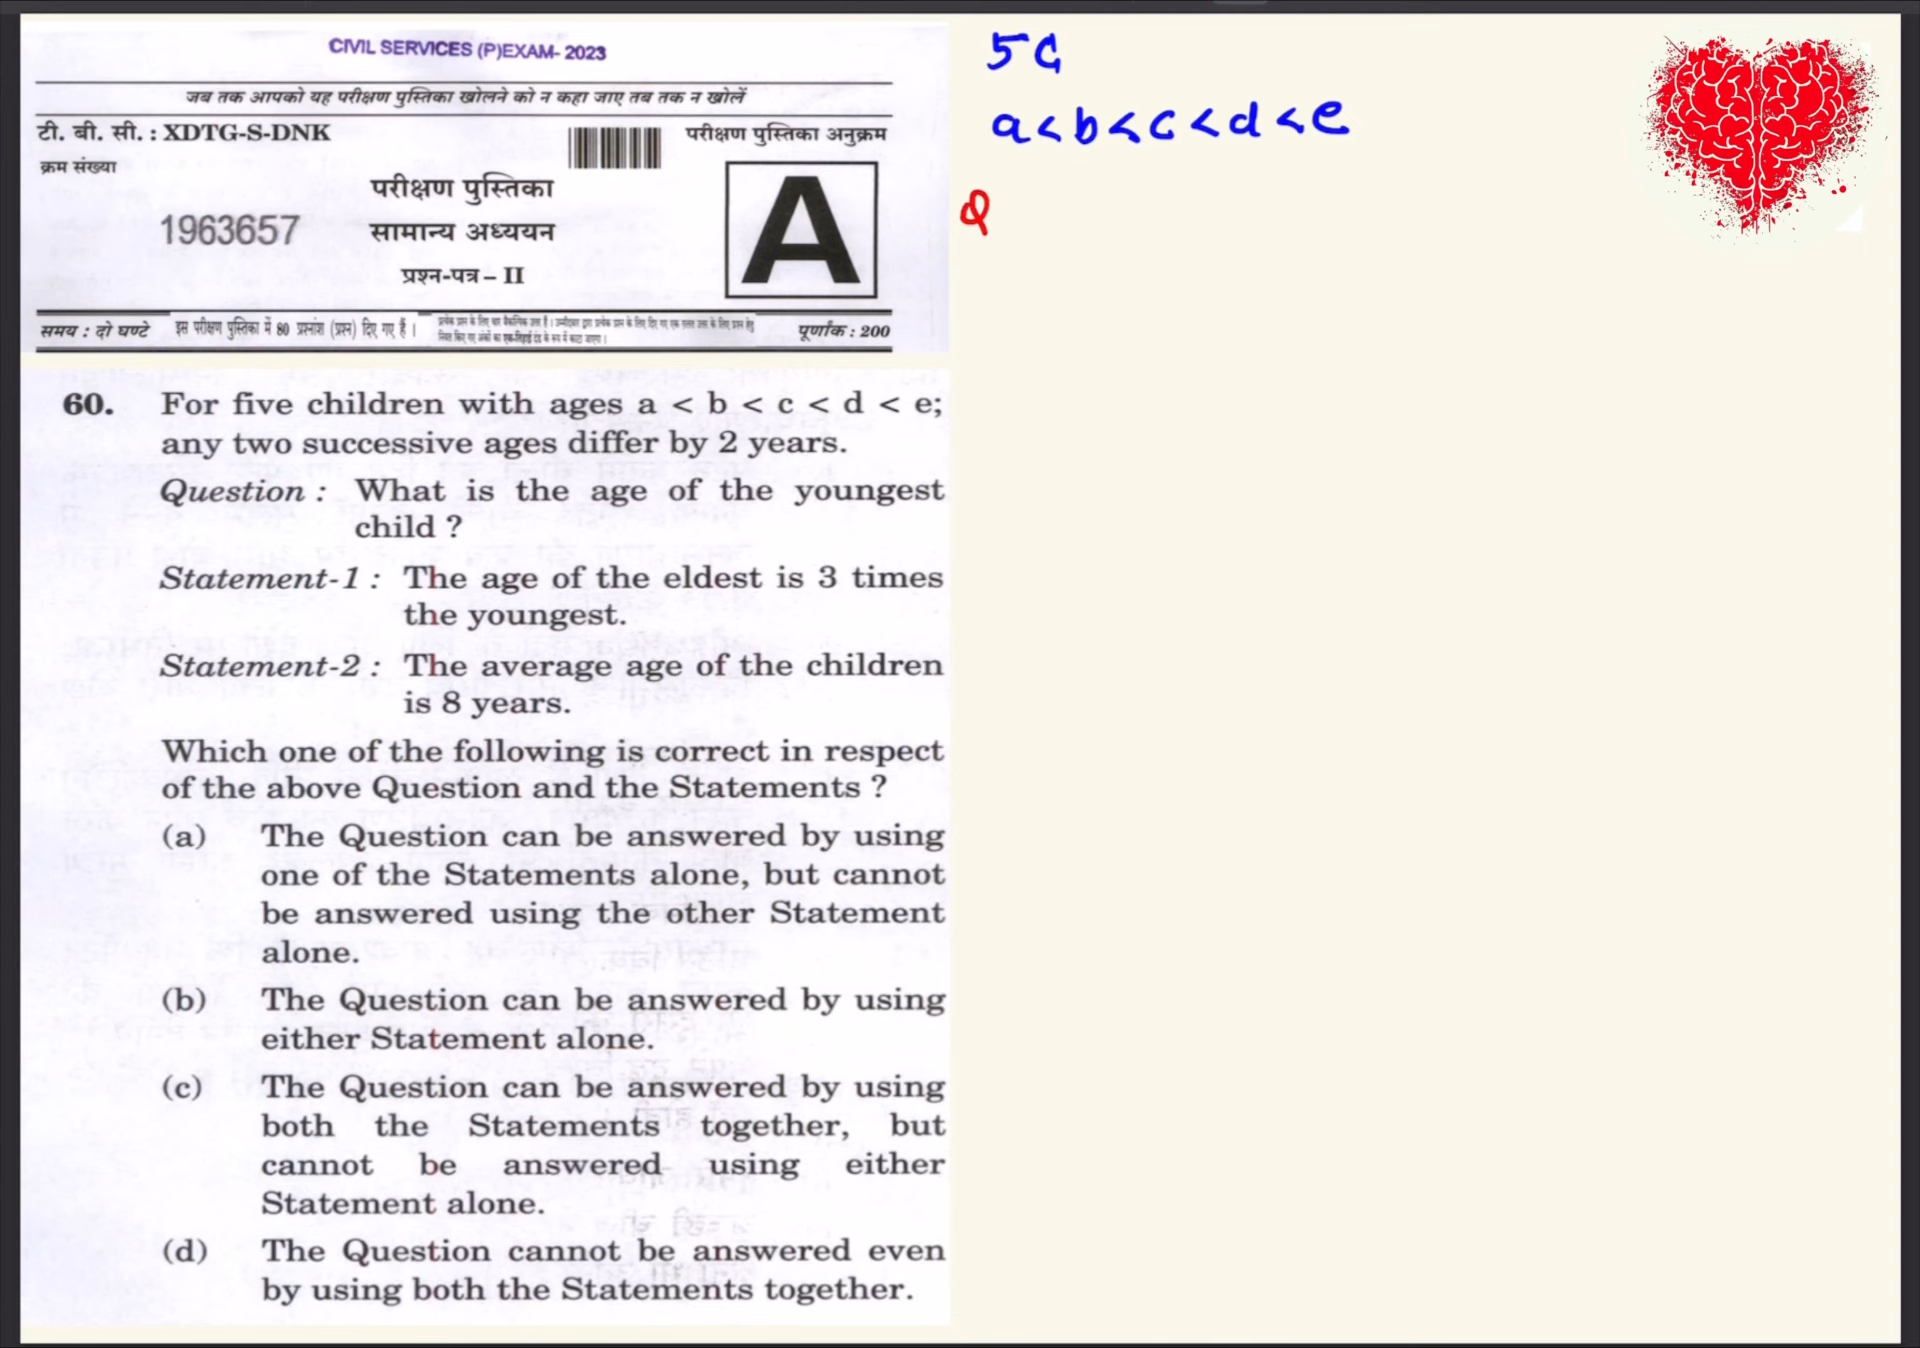 CIVIL SERVICES (P)EXAM- 2023
जब तक आपको यह परीक्षण पुस्तिका खोलने को न कहा जाए तब तक न खोलें
टी. बी. सी. : XDTG-S-DNK
परीक्षण पुस्तिका अनुक्रम
क्रम संख्या
परीक्षण पुस्तिका
1963657
सामान्य अध्ययन
A
प्रश्न-पत्र – II
समय : दो घण्टे
इस परीक्षण पुस्तिका में 80 प्रश्नांश (प्रश्न) दिए गए हैं ।
पूर्णांक : 200
60. For five children with ages a < b < c < d < e;
any two successive ages differ by 2 years.
Question : What is the age of the youngest
child ?
Statement-1 : The age of the eldest is 3 times
the youngest.
Statement-2 : The average age of the children
is 8 years.
Which one of the following is correct in respect
of the above Question and the Statements ?
(a) The Question can be answered by using
one of the Statements alone, but cannot
be answered using the other Statement
alone.
(b) The Question can be answered by using
either Statement alone.
(c) The Question can be answered by using
both the Statements together, but
cannot be answered using either
Statement alone.
(d) The Question cannot be answered even
by using both the Statements together.
5C
a<b<c<d<e
Q